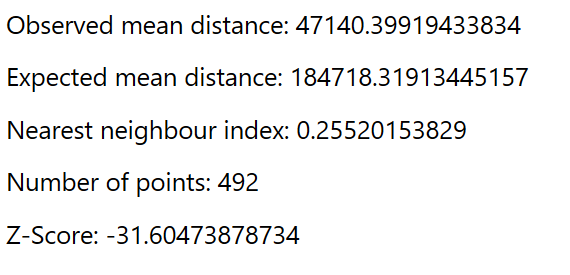 Observed mean distance: 47140.39919433834
Expected mean distance: 184718.31913445157
Nearest neighbour index: 0.25520153829
Number of points: 492
Z-Score: -31.60473878734